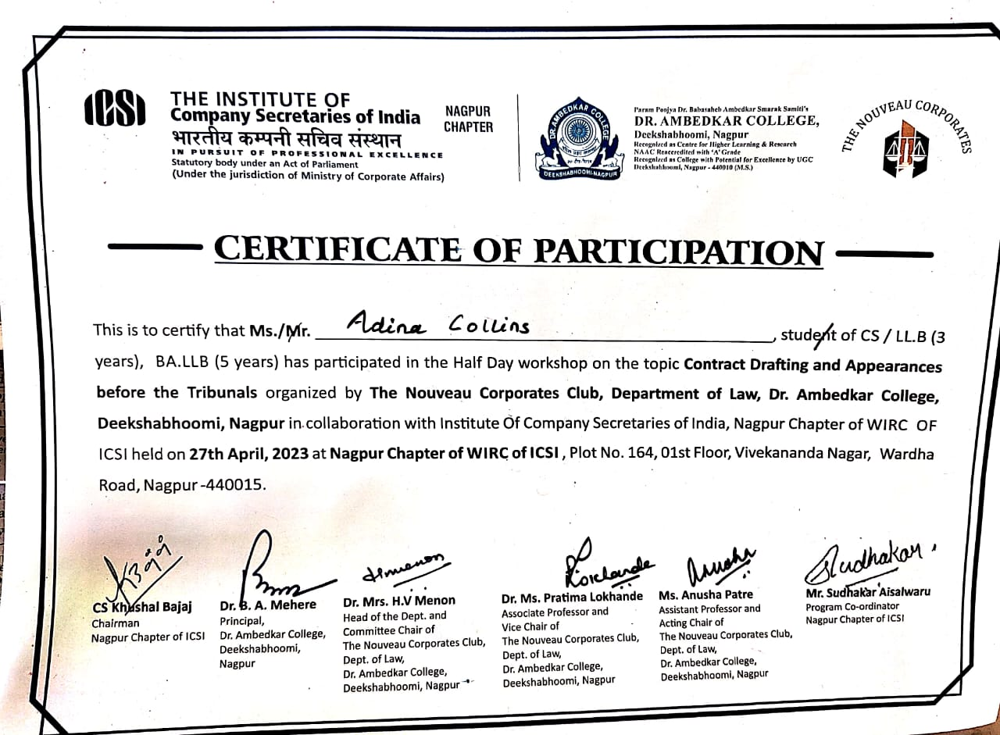 ICSI
THE INSTITUTE OF
Company Secretaries of India
भारतीय कम्पनी सचिव संस्थान
IN PURSUIT OF PROFESSIONAL EXCELLENCE
Statutory body under an Act of Parliament
(Under the jurisdiction of Ministry of Corporate Affairs)
NAGPUR
CHAPTER
DR. AMBEDKAR COLLEGE
DEEKSHABHOOMI-NAGPUR
Param Poojya Dr. Babasaheb Ambedkar Smarak Samiti's
DR. AMBEDKAR COLLEGE,
Deekshabhoomi, Nagpur
Recognized as Centre for Higher Learning & Research
NAAC Reaccredited with 'A' Grade
Recognized as College with Potential for Excellence by UGC
Deekshabhoomi, Nagpur - 440010 (M.S.)
THE NOUVEAU CORPORATES
CERTIFICATE OF PARTICIPATION
This is to certify that Ms./Mr. Adina Collins, student of CS / LL.B (3
years), BA.LLB (5 years) has participated in the Half Day workshop on the topic Contract Drafting and Appearances
before the Tribunals organized by The Nouveau Corporates Club, Department of Law, Dr. Ambedkar College,
Deekshabhoomi, Nagpur in collaboration with Institute Of Company Secretaries of India, Nagpur Chapter of WIRC OF
ICSI held on 27th April, 2023 at Nagpur Chapter of WIRC of ICSI , Plot No. 164, 01st Floor, Vivekananda Nagar, Wardha
Road, Nagpur -440015.
CS Khushal Bajaj
Chairman
Nagpur Chapter of ICSI
Dr. B. A. Mehere
Principal,
Dr. Ambedkar College,
Deekshabhoomi,
Nagpur
Hmenon
Dr. Mrs. H.V Menon
Head of the Dept. and
Committee Chair of
The Nouveau Corporates Club,
Dept. of Law,
Dr. Ambedkar College,
Deekshabhoomi, Nagpur
Dr. Ms. Pratima Lokhande
Associate Professor and
Vice Chair of
The Nouveau Corporates Club,
Dept. of Law,
Dr. Ambedkar College,
Deekshabhoomi, Nagpur
Anusha
Ms. Anusha Patre
Assistant Professor and
Acting Chair of
The Nouveau Corporates Club,
Dept. of Law,
Dr. Ambedkar College,
Deekshabhoomi, Nagpur
Sudhakar
Mr. Sudhakar Aisalwaru
Program Co-ordinator
Nagpur Chapter of ICSI